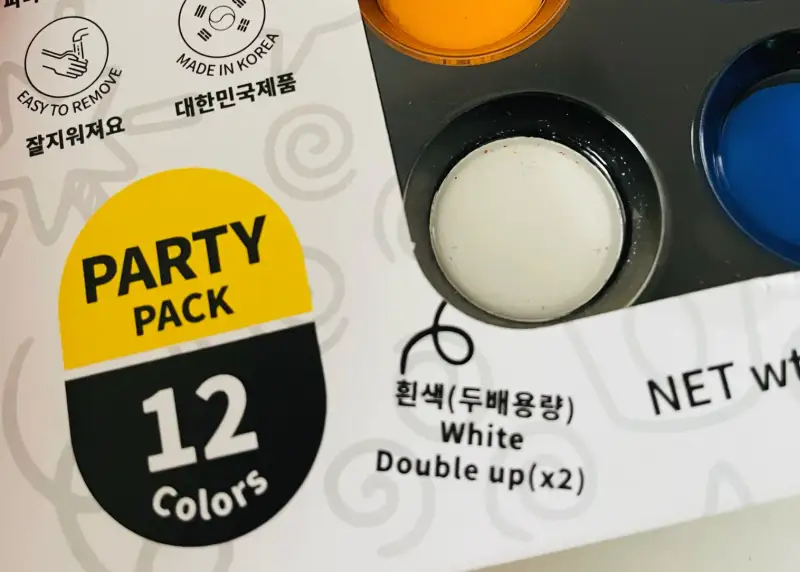 EASY TO REMOVE
잘지워져요
MADE IN KOREA
대한민국제품
PARTY
PACK
12
Colors
흰색(두배용량)
White
Double up(x2)
NET wt